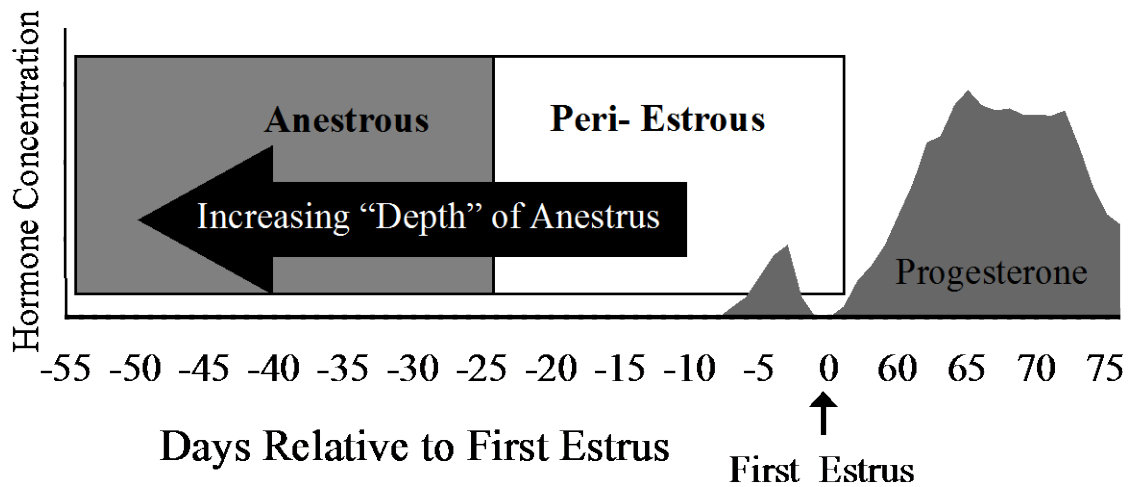 Hormone Concentration
Anestrous
Peri- Estrous
Increasing “Depth” of Anestrus
Progesterone
-55 -50 -45 -40 -35 -30 -25 -20 -15 -10 -5 0 60 65 70 75
Days Relative to First Estrus
First Estrus